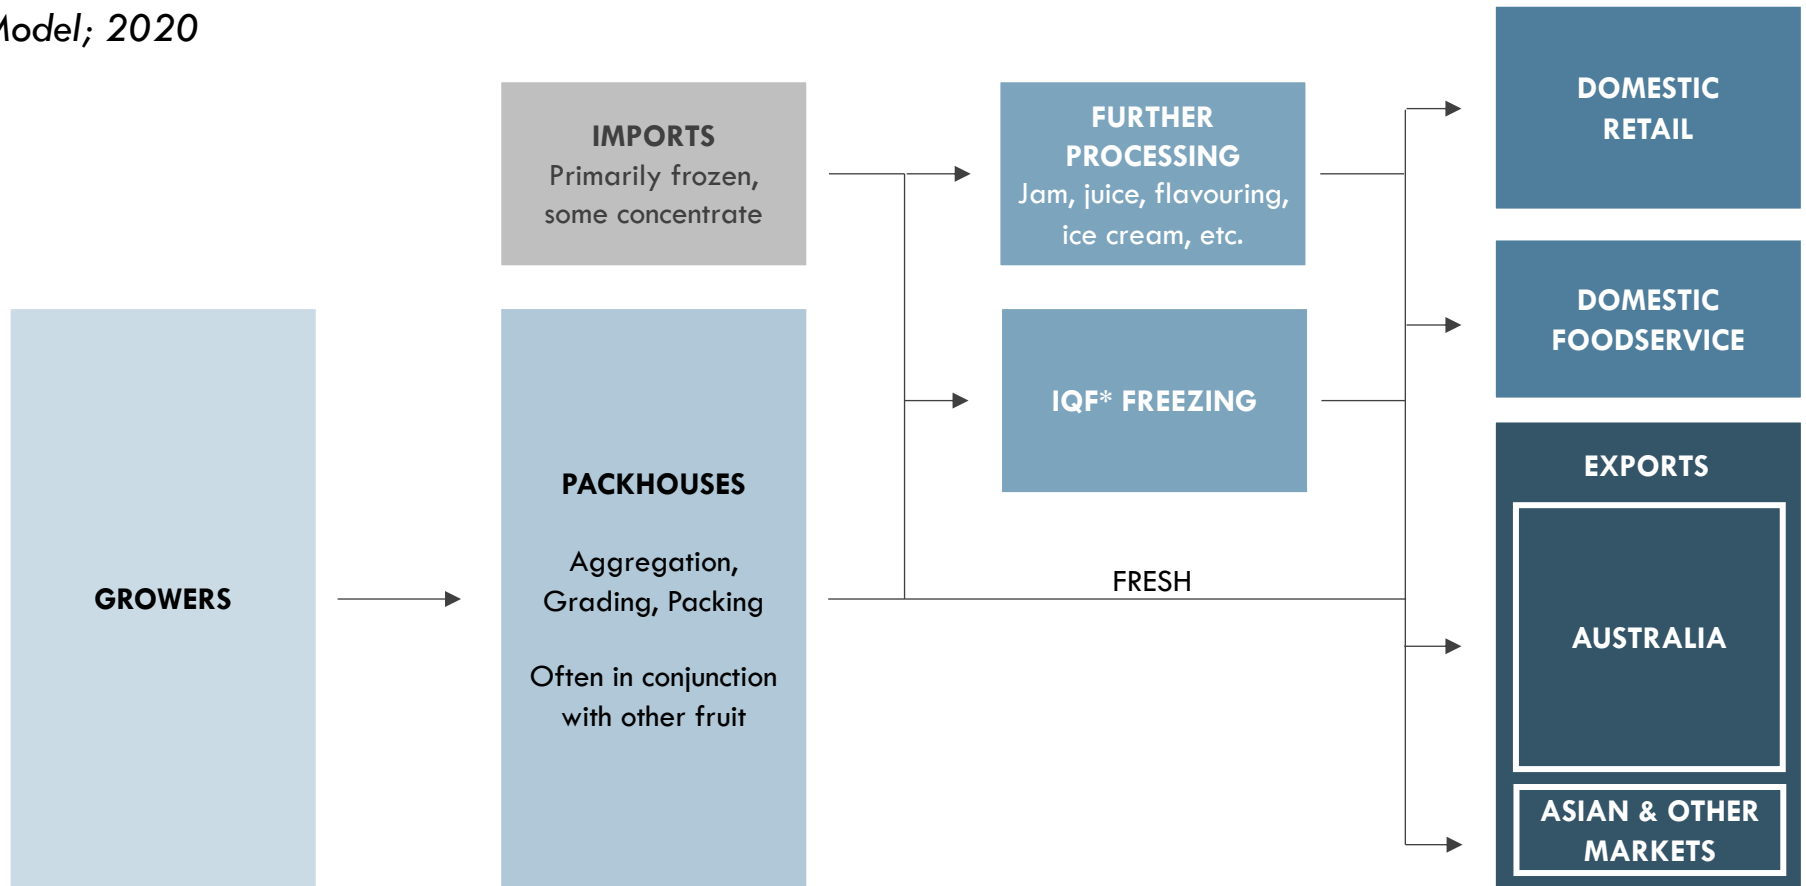 Model; 2020
IMPORTS
Primarily frozen,
some concentrate
FURTHER
PROCESSING
Jam, juice, flavouring,
ice cream, etc.
DOMESTIC
RETAIL
DOMESTIC
FOODSERVICE
GROWERS
PACKHOUSES
Aggregation,
Grading, Packing
Often in conjunction
with other fruit
IQF* FREEZING
FRESH
EXPORTS
AUSTRALIA
ASIAN & OTHER
MARKETS